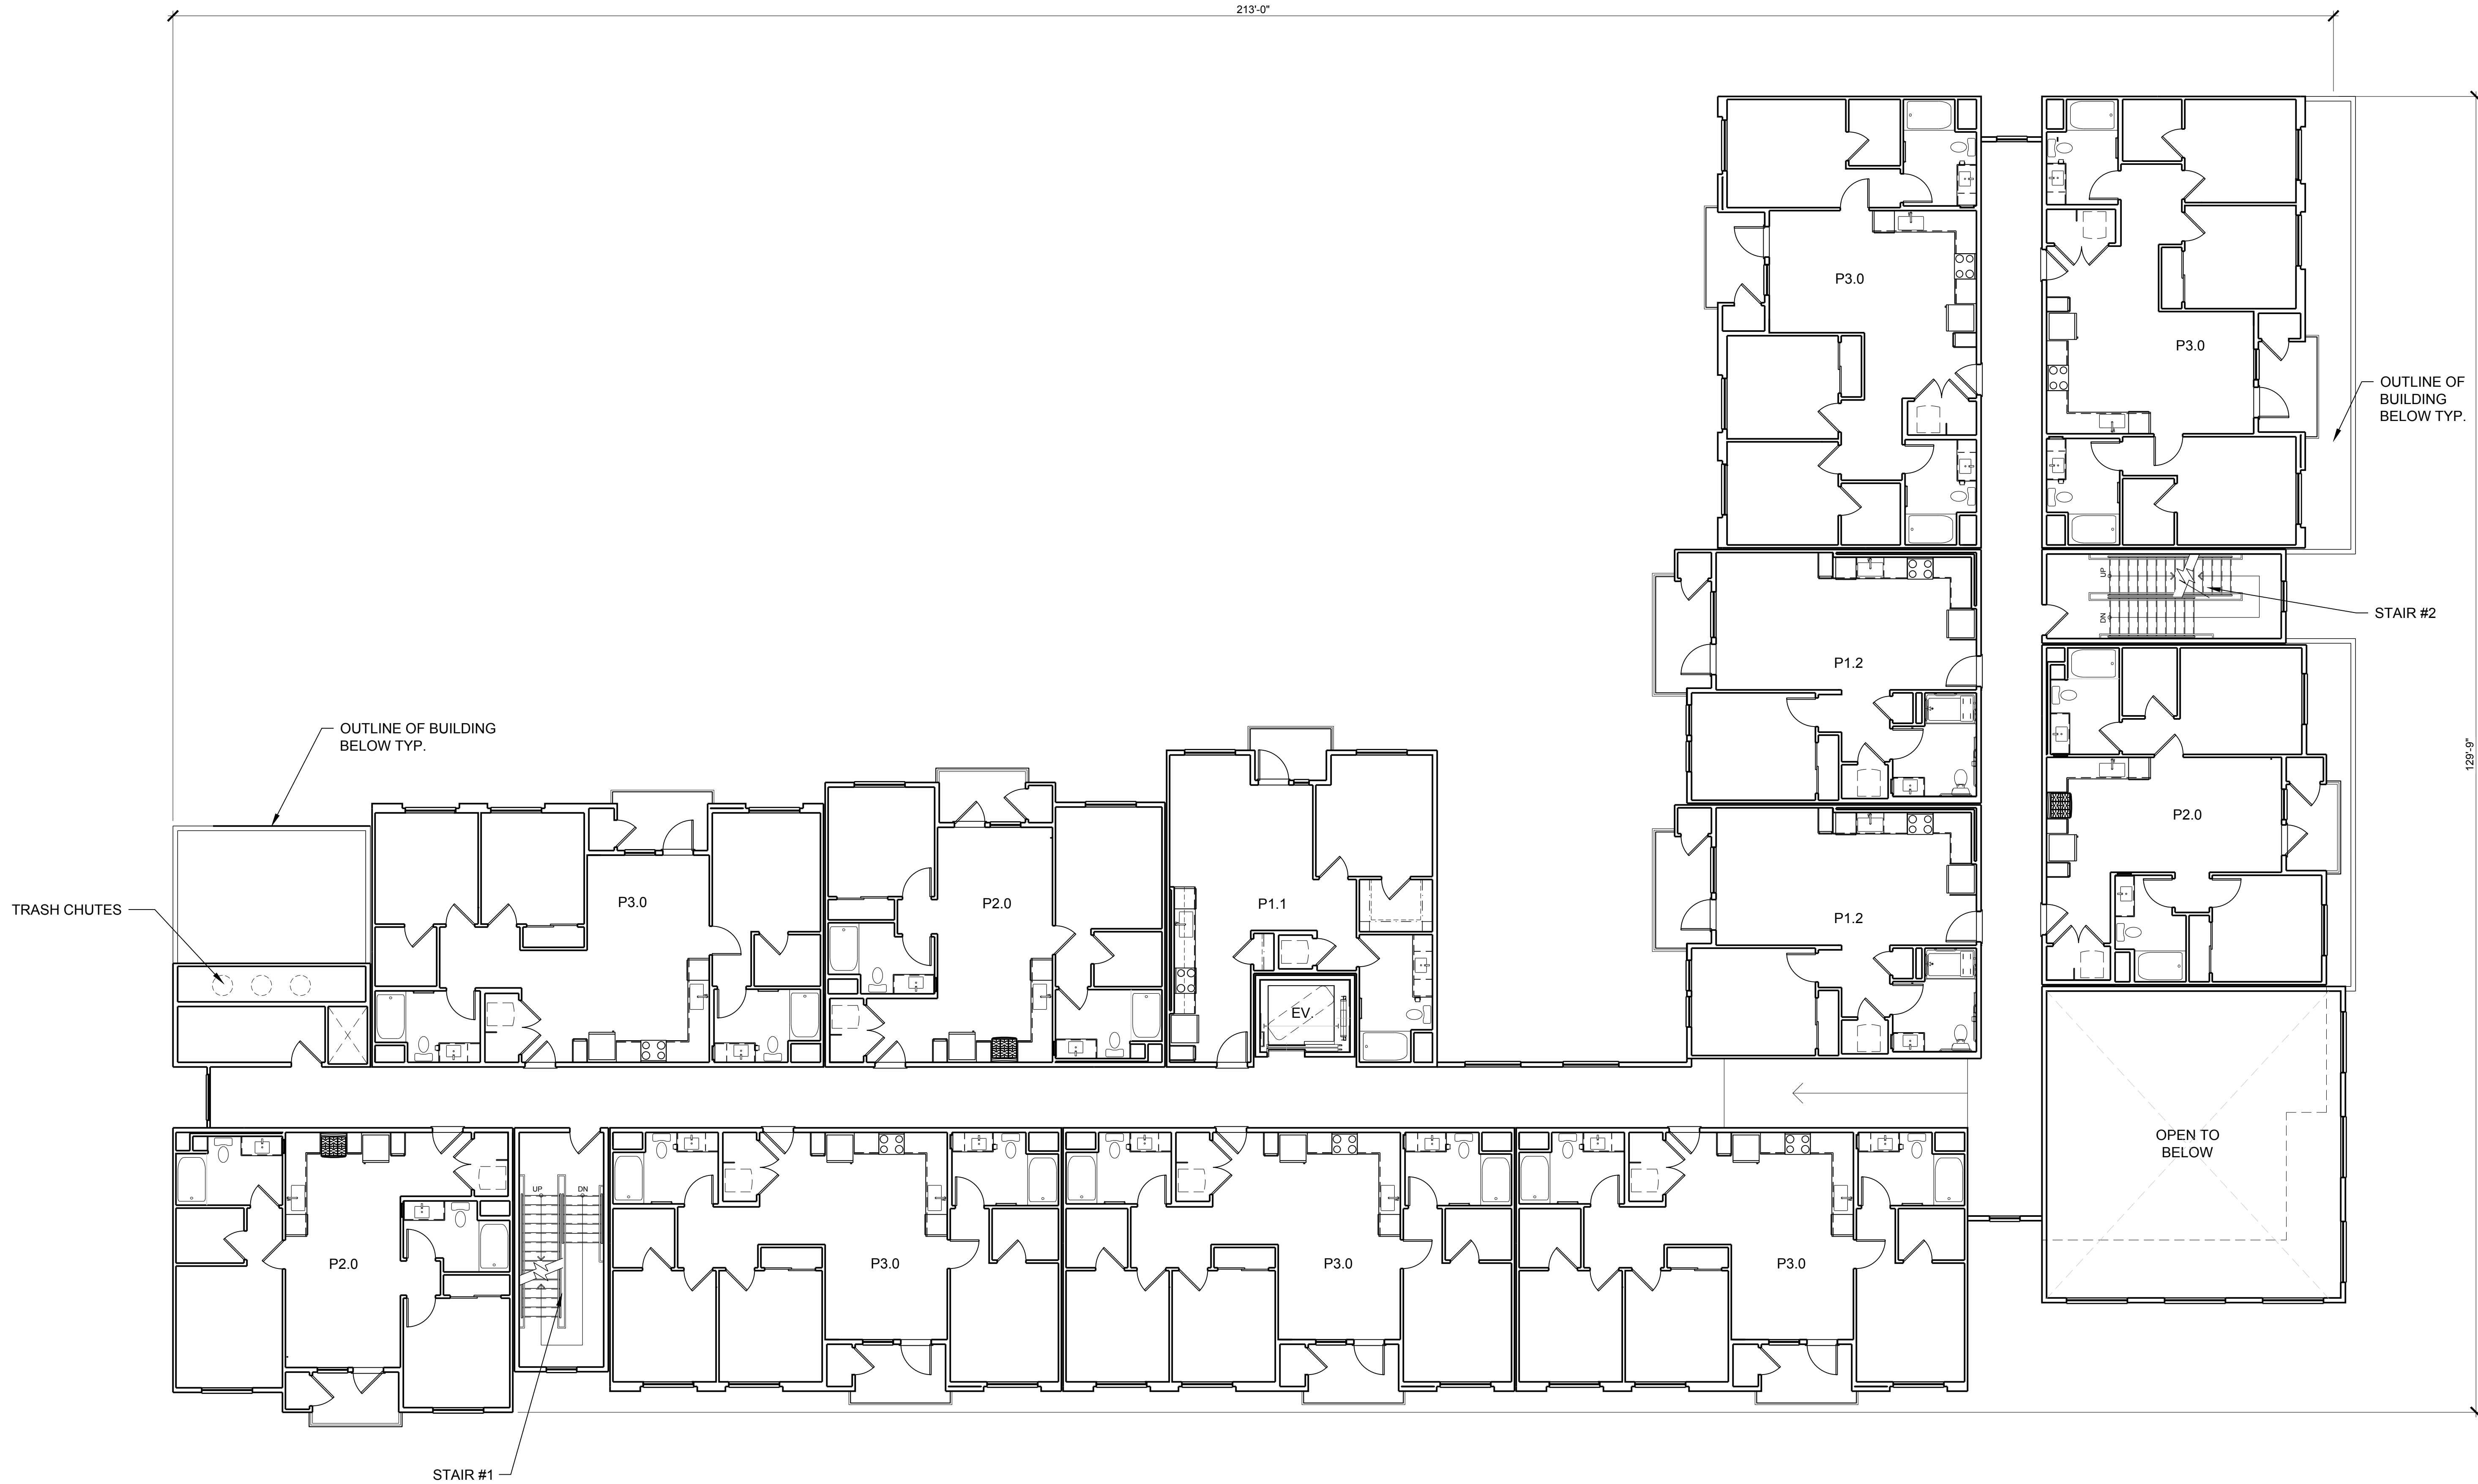 213'-0"
P3.0
P3.0
OUTLINE OF
BUILDING
BELOW TYP.
UP
DN
STAIR #2
P1.2
OUTLINE OF BUILDING
BELOW TYP.
129'-9"
P2.0
P3.0
P2.0
P1.1
P1.2
TRASH CHUTES
EV.
OPEN TO
BELOW
UP
DN
P2.0
P3.0
P3.0
P3.0
STAIR #1